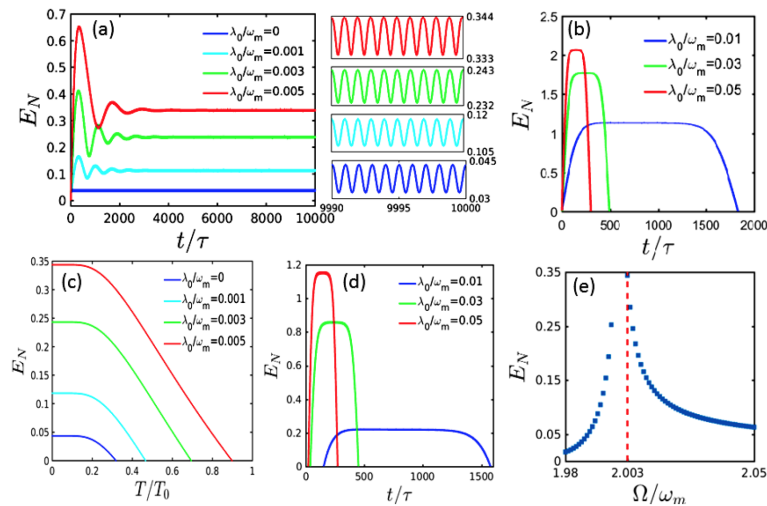 (a)
λ₀/ωₘ=0
λ₀/ωₘ=0.001
λ₀/ωₘ=0.003
λ₀/ωₘ=0.005
E_N
0.7
0.6
0.5
0.4
0.3
0.2
0.1
0
0 2000 4000 6000 8000 10000
t/τ
0.344
0.333
0.243
0.232
0.12
0.105
0.045
0.03
9990 9995 10000
(b)
λ₀/ωₘ=0.01
λ₀/ωₘ=0.03
λ₀/ωₘ=0.05
E_N
2.5
2
1.5
1
0.5
0
0 500 1000 1500 2000
t/τ
(c)
λ₀/ωₘ=0
λ₀/ωₘ=0.001
λ₀/ωₘ=0.003
λ₀/ωₘ=0.005
E_N
0.35
0.3
0.25
0.2
0.15
0.1
0.05
0
0 0.2 0.4 0.6 0.8 1
T/T₀
(d)
λ₀/ωₘ=0.01
λ₀/ωₘ=0.03
λ₀/ωₘ=0.05
E_N
1.2
1
0.8
0.6
0.4
0.2
0
0 500 1000 1500
t/τ
(e)
E_N
0.35
0.25
0.15
0.05
0
1.98 2.003 2.05
Ω/ωₘ